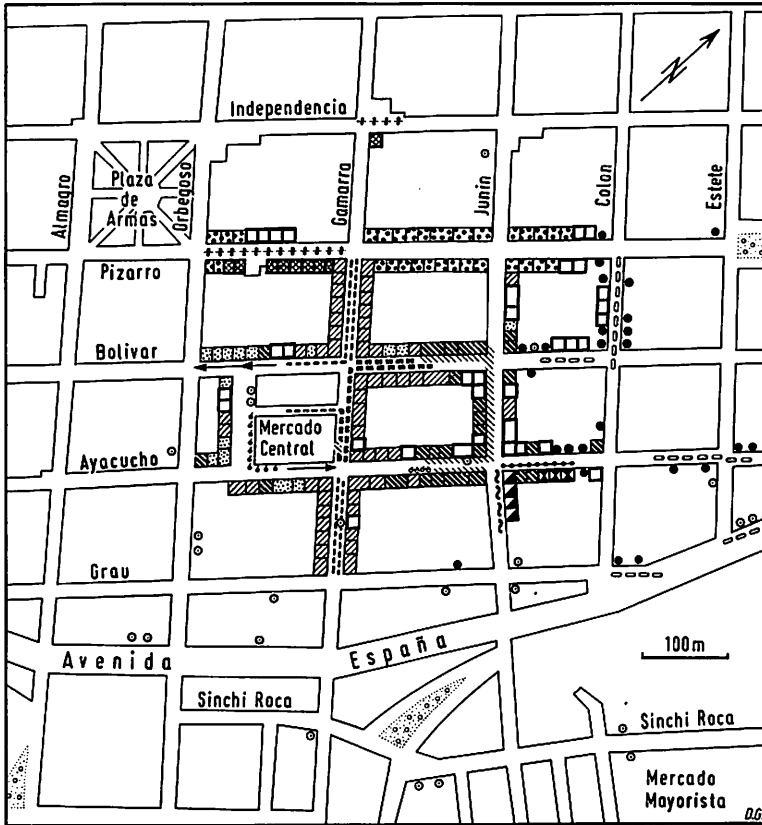 N
Independencia
Almagro
Plaza
de
Armas
Orbegoso
Gamarra
Junin
Colon
Estete
Pizarro
Bolivar
Mercado
Central
Ayacucho
Grau
100m
Avenida España
Sinchi Roca
Sinchi Roca
Mercado
Mayorista
D.G.